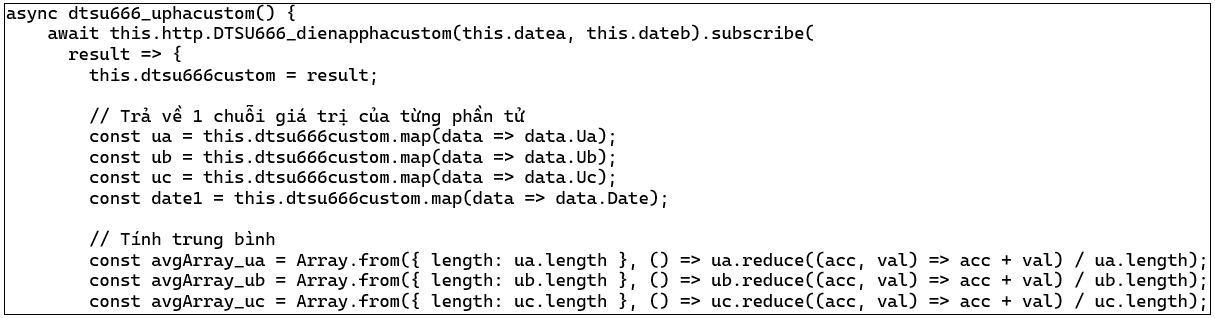 async dtsu666_uphacustom() {
    await this.http.DTSU666_dienapphacustom(this.datea, this.dateb).subscribe(
      result => {
        this.dtsu666custom = result;

        // Trả về 1 chuỗi giá trị của từng phần tử
        const ua = this.dtsu666custom.map(data => data.Ua);
        const ub = this.dtsu666custom.map(data => data.Ub);
        const uc = this.dtsu666custom.map(data => data.Uc);
        const date1 = this.dtsu666custom.map(data => data.Date);

        // Tính trung bình
        const avgArray_ua = Array.from({ length: ua.length }, () => ua.reduce((acc, val) => acc + val) / ua.length);
        const avgArray_ub = Array.from({ length: ub.length }, () => ub.reduce((acc, val) => acc + val) / ub.length);
        const avgArray_uc = Array.from({ length: uc.length }, () => uc.reduce((acc, val) => acc + val) / uc.length);